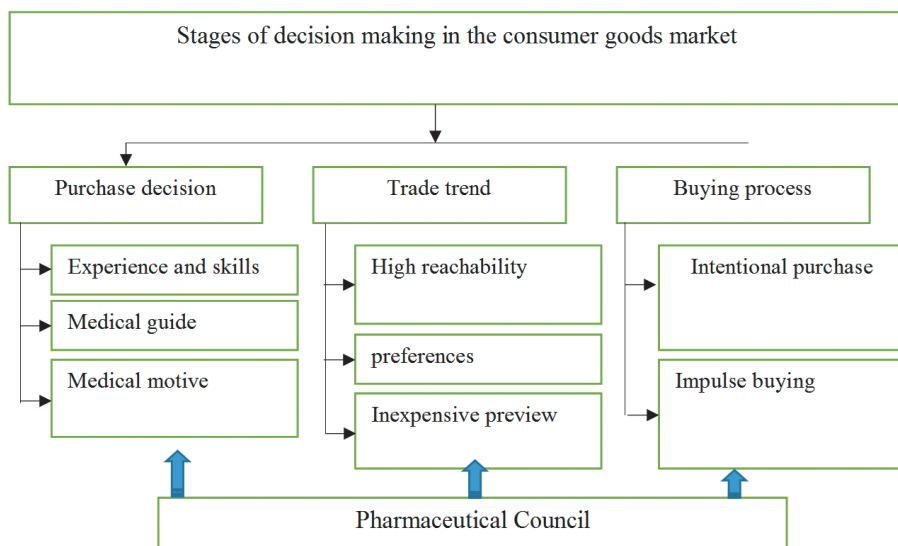 Stages of decision making in the consumer goods market
Purchase decision
Experience and skills
Medical guide
Medical motive
Trade trend
High reachability
preferences
Inexpensive preview
Buying process
Intentional purchase
Impulse buying
Pharmaceutical Council